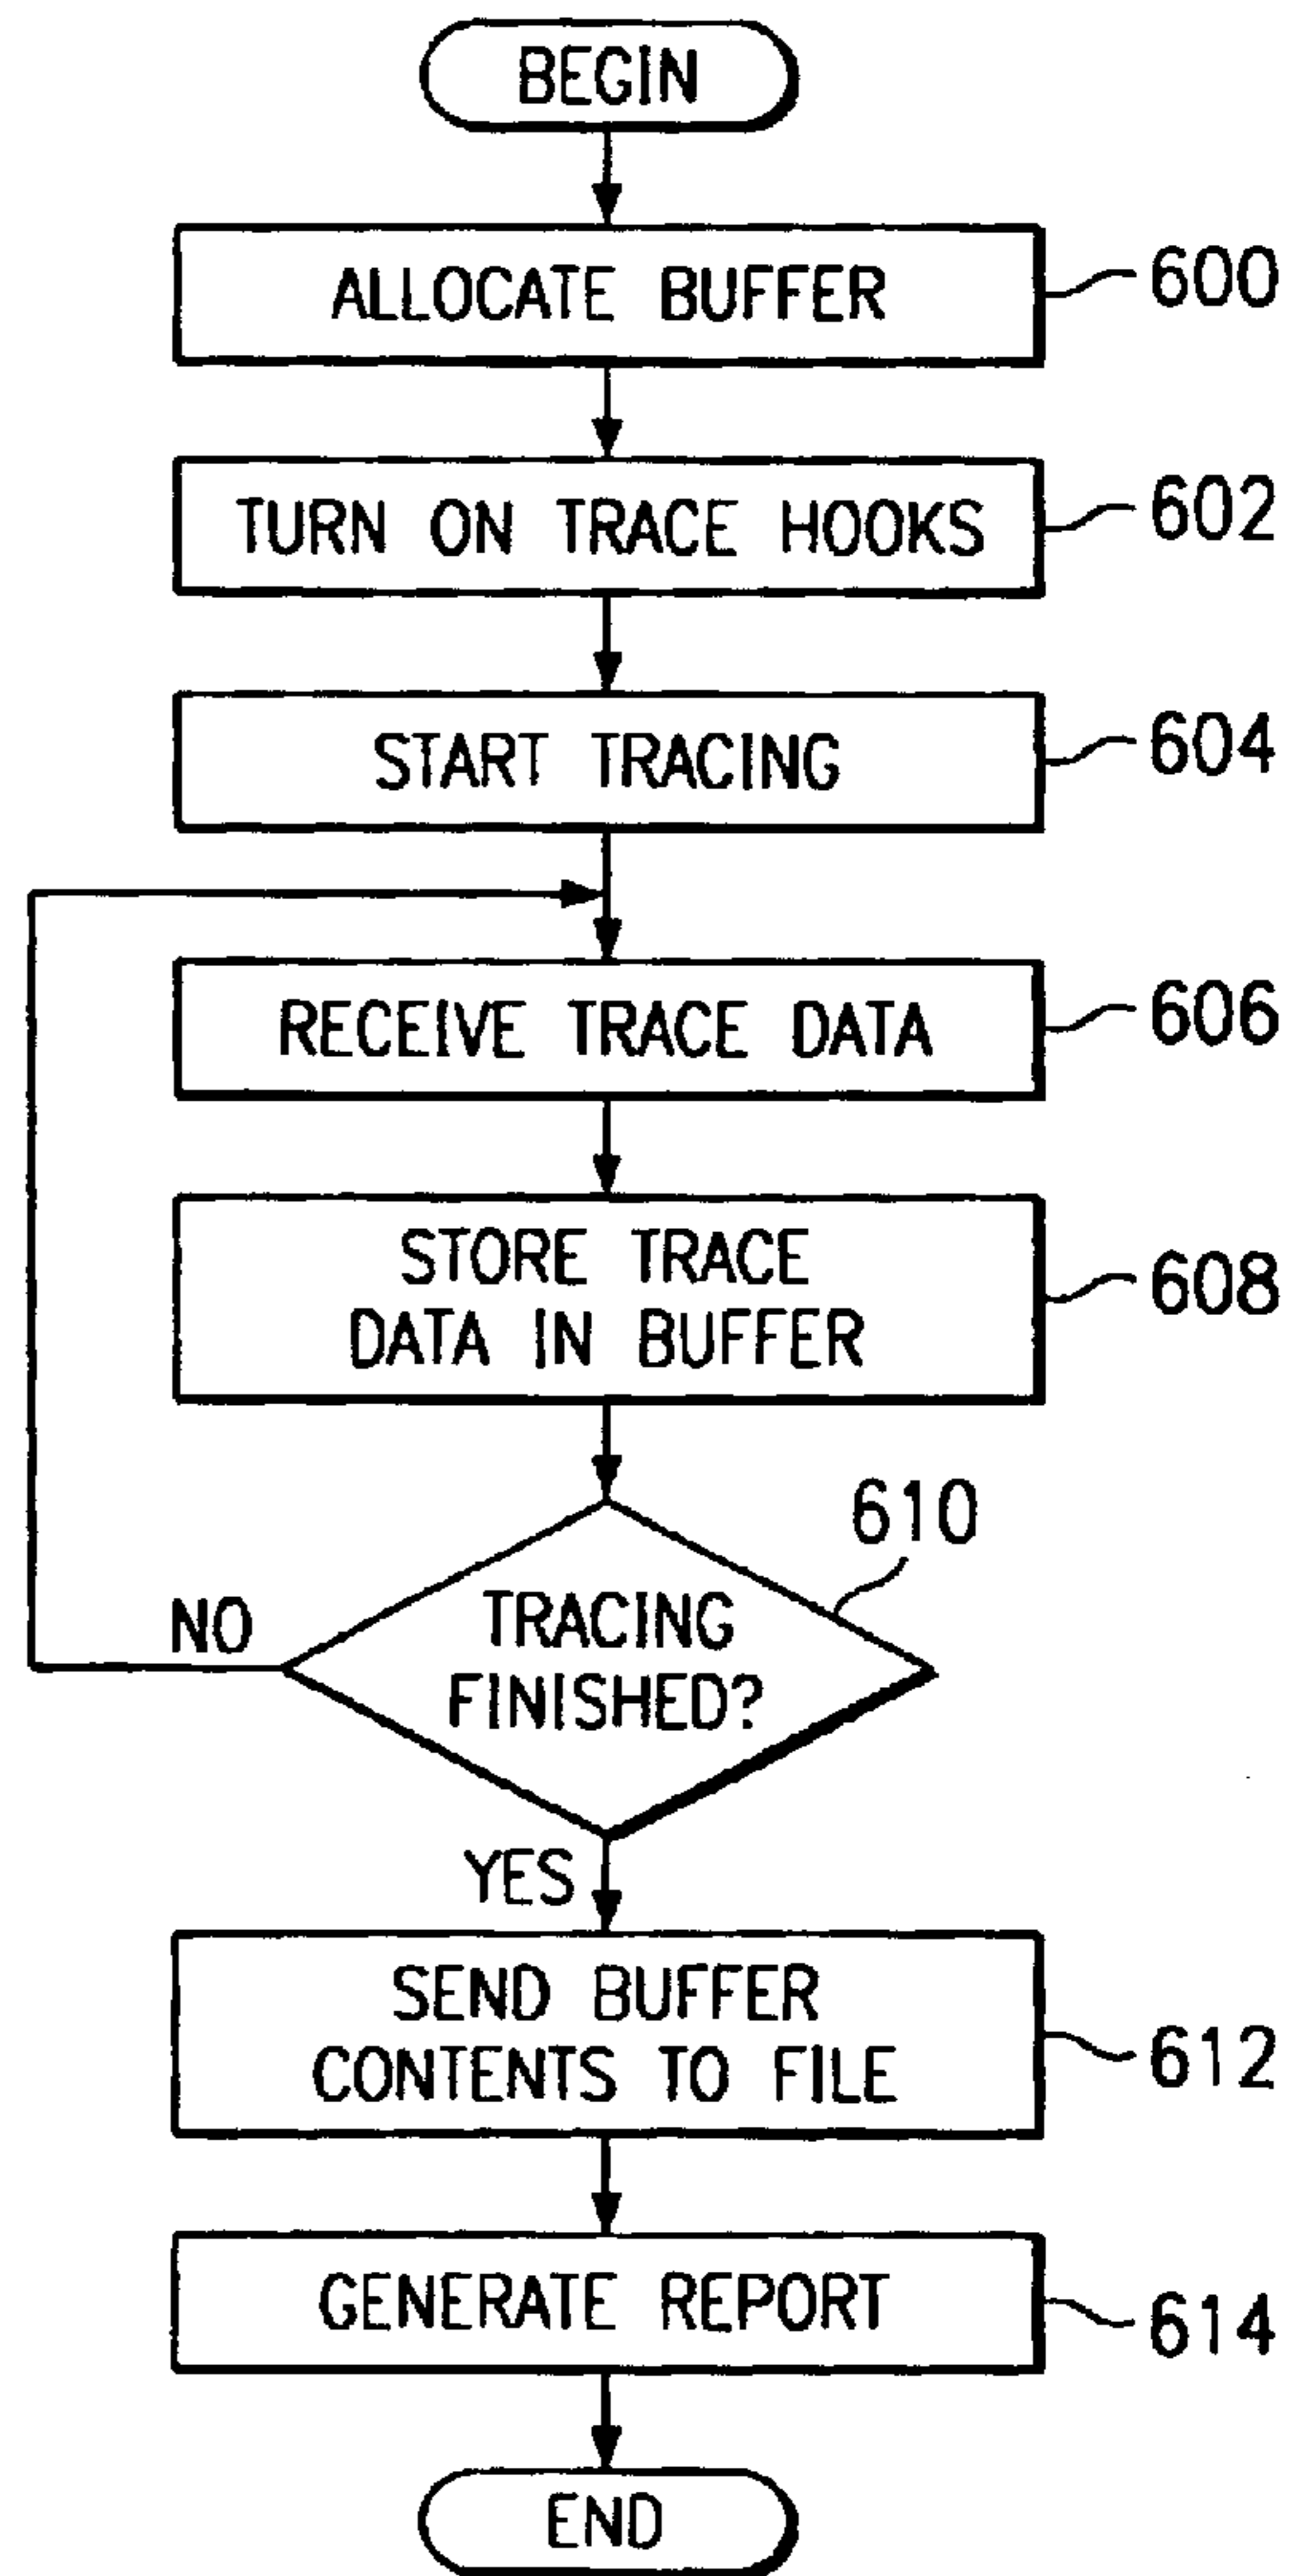 BEGIN
ALLOCATE BUFFER
600
TURN ON TRACE HOOKS
602
START TRACING
604
RECEIVE TRACE DATA
606
STORE TRACE
DATA IN BUFFER
608
610
TRACING
FINISHED?
NO
YES
SEND BUFFER
CONTENTS TO FILE
612
GENERATE REPORT
614
END